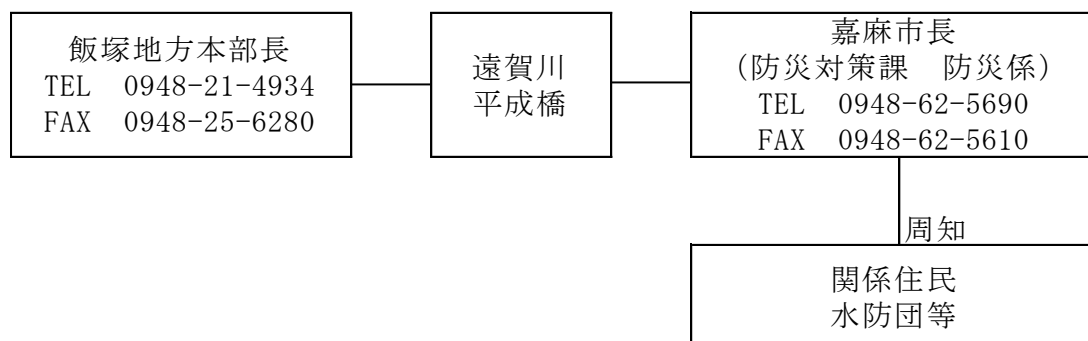 飯塚地方本部長
TEL　0948-21-4934
FAX　0948-25-6280
遠賀川
平成橋
嘉麻市長
(防災対策課　防災係)
TEL　0948-62-5690
FAX　0948-62-5610
周知
関係住民
水防団等